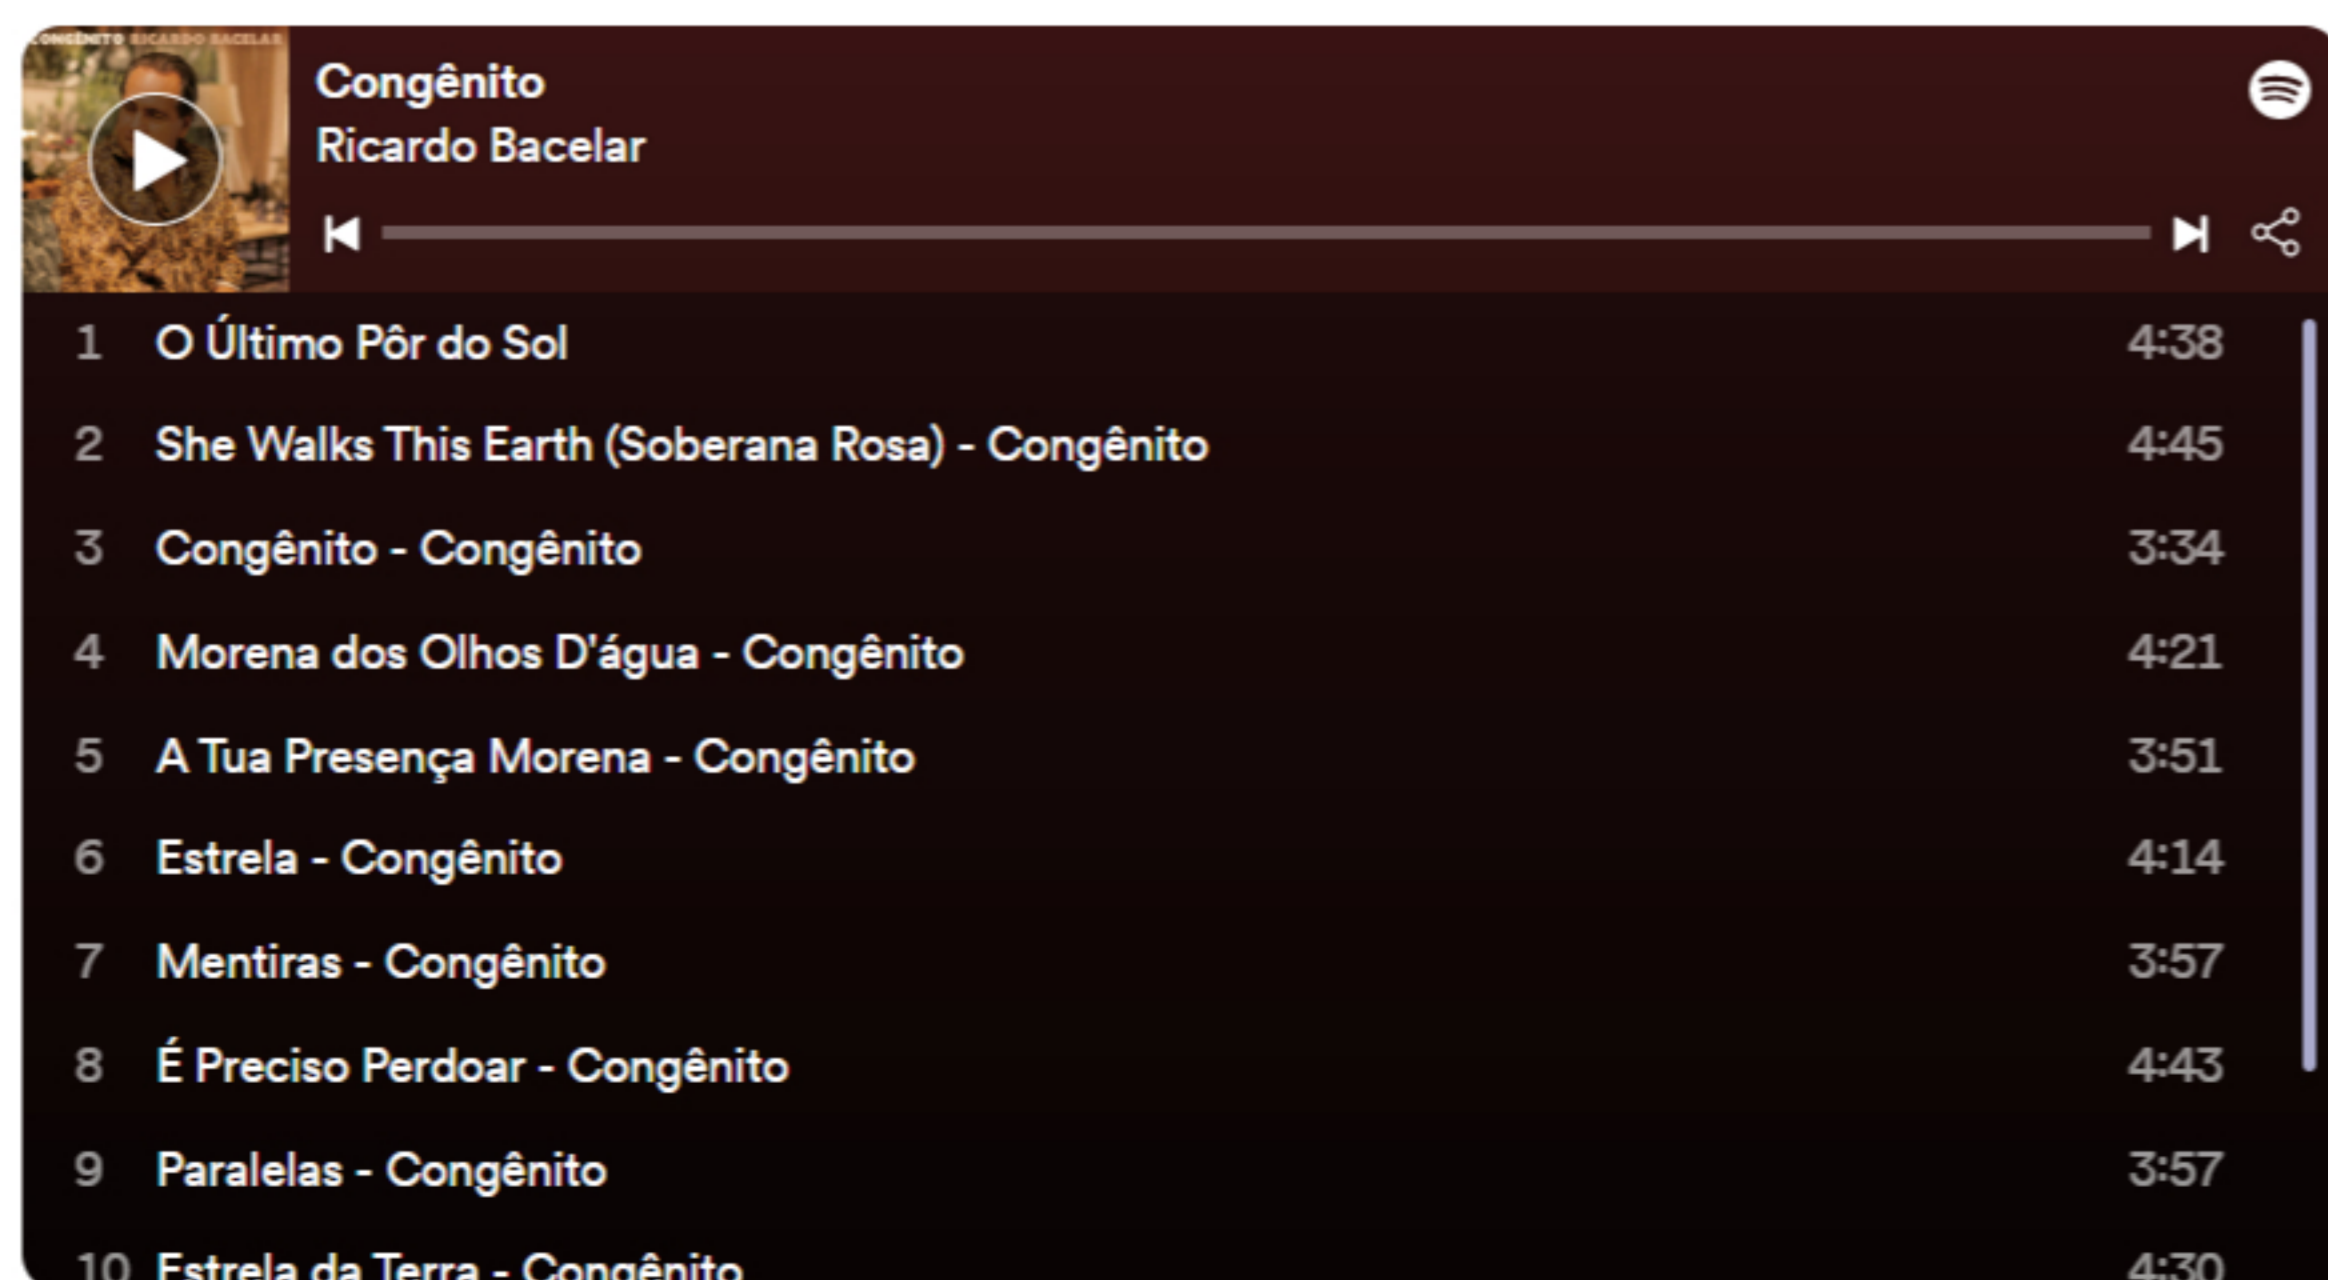 CONGÊNITO RICARDO BACELAR
Congênito
Ricardo Bacelar
1 O Último Pôr do Sol 4:38
2 She Walks This Earth (Soberana Rosa) - Congênito 4:45
3 Congênito - Congênito 3:34
4 Morena dos Olhos D'água - Congênito 4:21
5 A Tua Presença Morena - Congênito 3:51
6 Estrela - Congênito 4:14
7 Mentiras - Congênito 3:57
8 É Preciso Perdoar - Congênito 4:43
9 Paralelas - Congênito 3:57
10 Estrela da Terra - Congênito 4:30